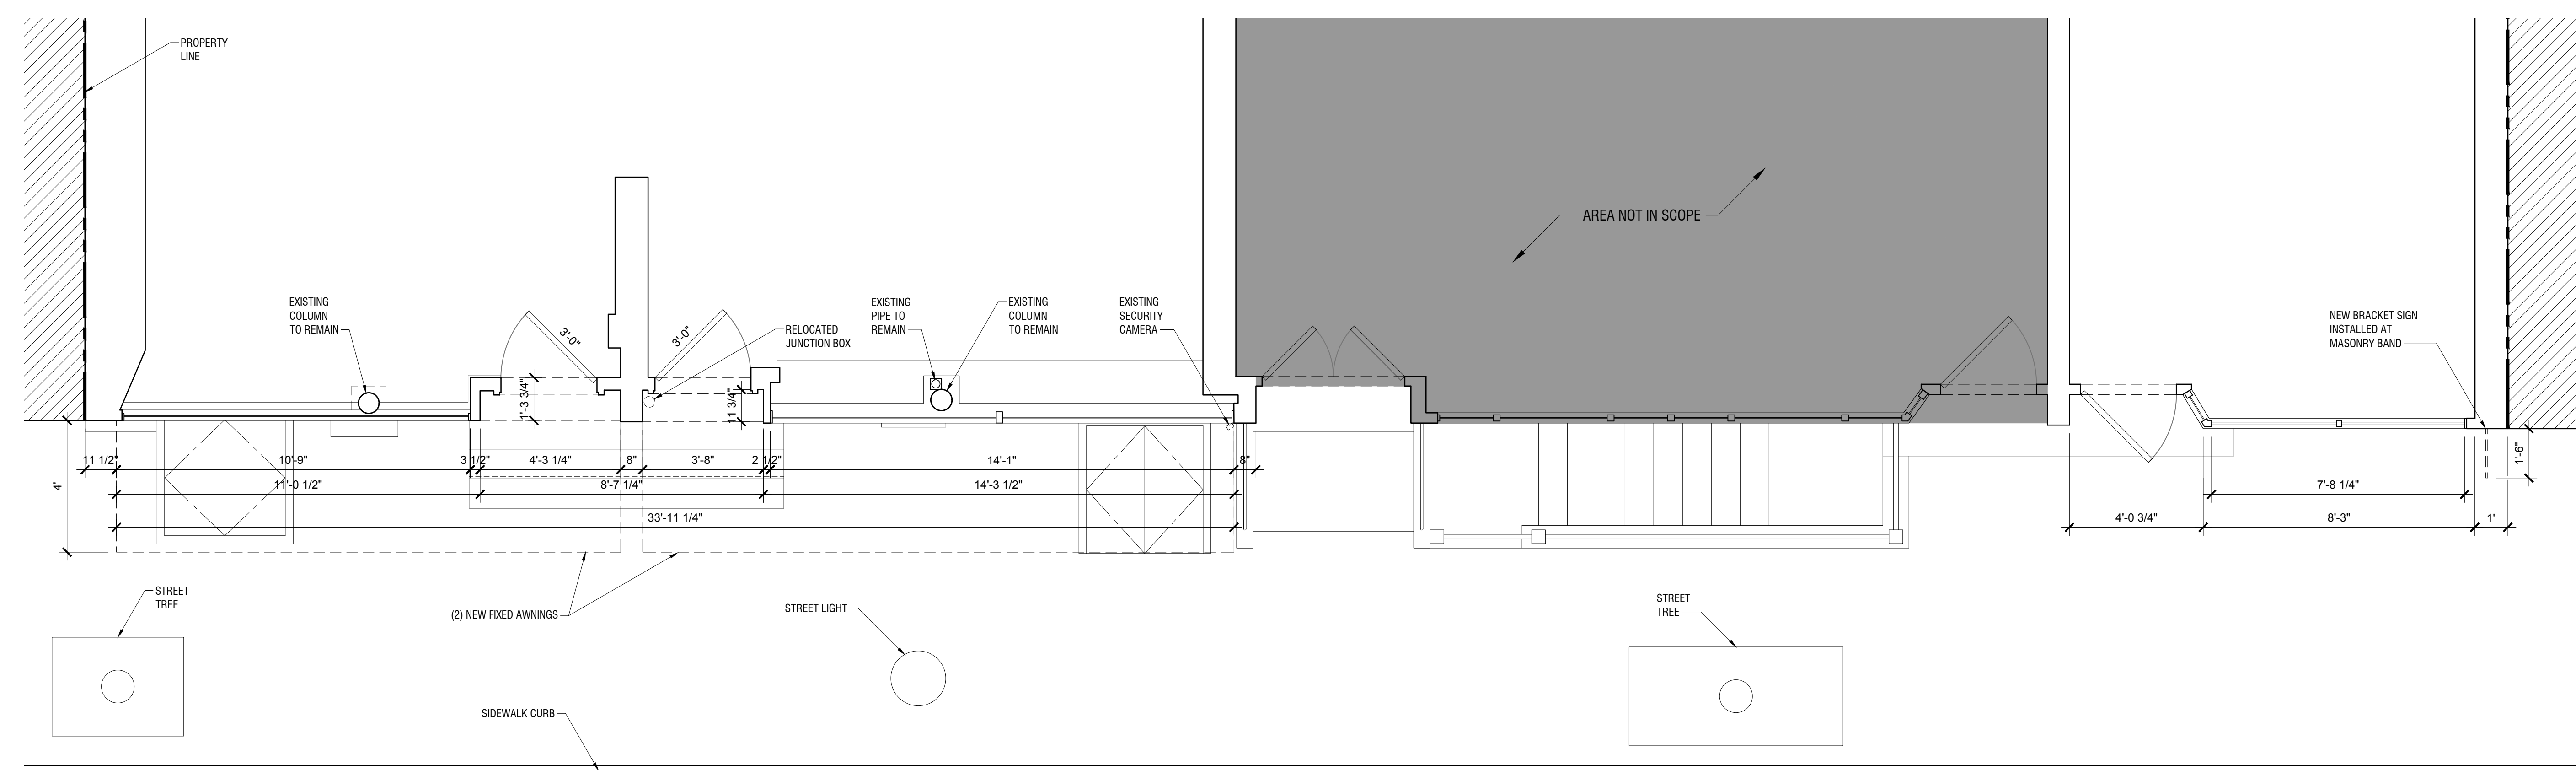 PROPERTY
LINE
AREA NOT IN SCOPE
EXISTING
COLUMN
TO REMAIN
3'-0"
3'-0"
RELOCATED
JUNCTION BOX
EXISTING
PIPE TO
REMAIN
EXISTING
COLUMN
TO REMAIN
EXISTING
SECURITY
CAMERA
NEW BRACKET SIGN
INSTALLED AT
MASONRY BAND
1'-3 3/4"
11 3/4"
11 1/2"
10'-9"
3 1/2"
4'-3 1/4"
8"
3'-8"
2 1/2"
14'-1"
8"
1'-6"
4'
11'-0 1/2"
8'-7 1/4"
14'-3 1/2"
7'-8 1/4"
33'-11 1/4"
4'-0 3/4"
8'-3"
1'
STREET
TREE
(2) NEW FIXED AWNINGS
STREET LIGHT
STREET
TREE
SIDEWALK CURB